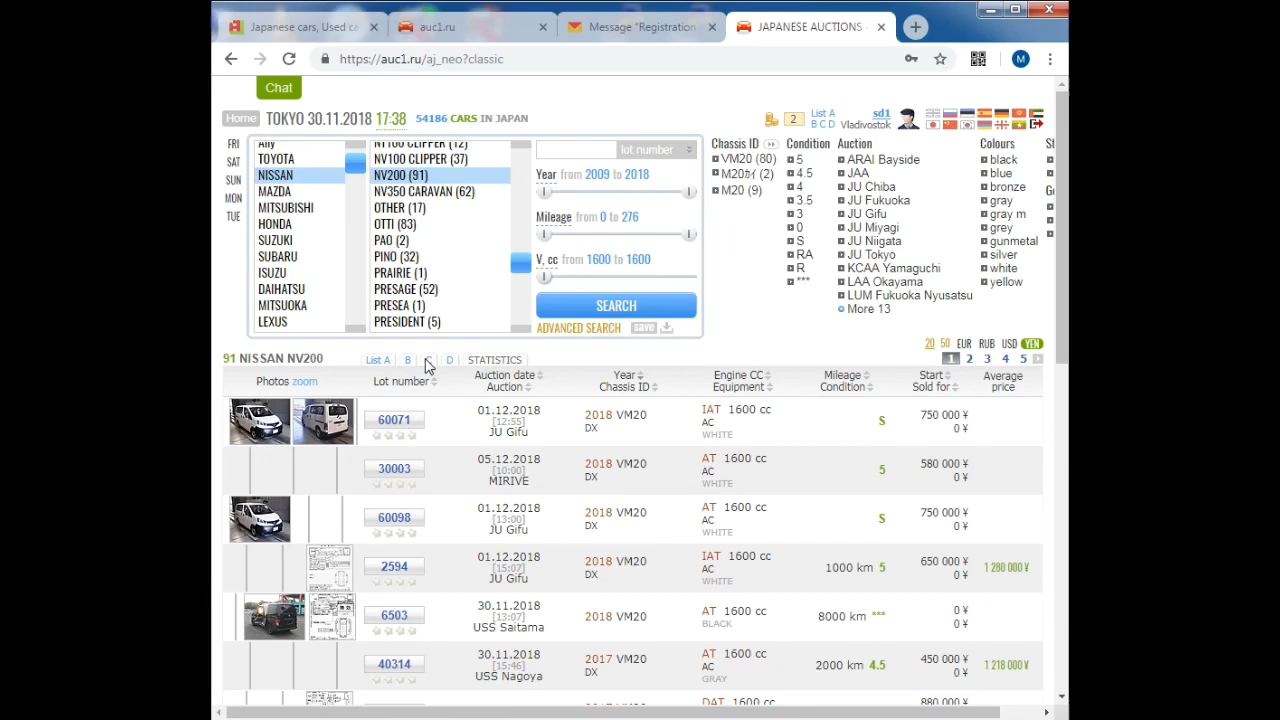 Japanese cars, Used ca
auc1.ru
Message "Registration
JAPANESE AUCTIONS -
https://auc1.ru/aj_neo?classic
M
Chat
Home TOKYO 30.11.2018 17:38 54186 CARS IN JAPAN
2 List A sd1
B C D Vladivostok
FRI
SAT
SUN
MON
TUE
Any
TOYOTA
NISSAN
MAZDA
MITSUBISHI
HONDA
SUZUKI
SUBARU
ISUZU
DAIHATSU
MITSUOKA
LEXUS
NT100 CLIPPER (12)
NV100 CLIPPER (37)
NV200 (91)
NV350 CARAVAN (62)
OTHER (17)
OTTI (83)
PAO (2)
PINO (32)
PRAIRIE (1)
PRESAGE (52)
PRESEA (1)
PRESIDENT (5)
lot number
Year from 2009 to 2018
Mileage from 0 to 276
V, cc from 1600 to 1600
SEARCH
ADVANCED SEARCH save
Chassis ID
VM20 (80)
M20ｶｲ (2)
M20 (9)
Condition
5
4.5
4
3.5
3
0
S
RA
R
***
Auction
ARAI Bayside
JAA
JU Chiba
JU Fukuoka
JU Gifu
JU Miyagi
JU Niigata
JU Tokyo
KCAA Yamaguchi
LAA Okayama
LUM Fukuoka Nyusatsu
More 13
Colours
black
blue
bronze
gray
gray m
grey
gunmetal
silver
white
yellow
20 50 EUR RUB USD YEN
91 NISSAN NV200 List A B C D STATISTICS 1 2 3 4 5
Photos zoom
Lot number
Auction date
Auction
Year
Chassis ID
Engine CC
Equipment
Mileage
Condition
Start
Sold for
Average
price
60071
01.12.2018
[12:55]
JU Gifu
2018 VM20
DX
IAT 1600 cc
AC
WHITE
S
750 000 ¥
0 ¥
30003
05.12.2018
[10:00]
MIRIVE
2018 VM20
DX
AT 1600 cc
AC
WHITE
5
580 000 ¥
0 ¥
60098
01.12.2018
[13:00]
JU Gifu
2018 VM20
DX
IAT 1600 cc
AC
WHITE
S
750 000 ¥
0 ¥
2594
01.12.2018
[15:07]
JU Gifu
2018 VM20
DX
IAT 1600 cc
AC
WHITE
1000 km 5
650 000 ¥
0 ¥
1 280 000 ¥
6503
30.11.2018
[13:07]
USS Saitama
2018 VM20
DX
AT 1600 cc
AC
BLACK
8000 km ***
0 ¥
0 ¥
40314
30.11.2018
[15:46]
USS Nagoya
2017 VM20
DX
AT 1600 cc
AC
GRAY
2000 km 4.5
450 000 ¥
0 ¥
1 218 000 ¥